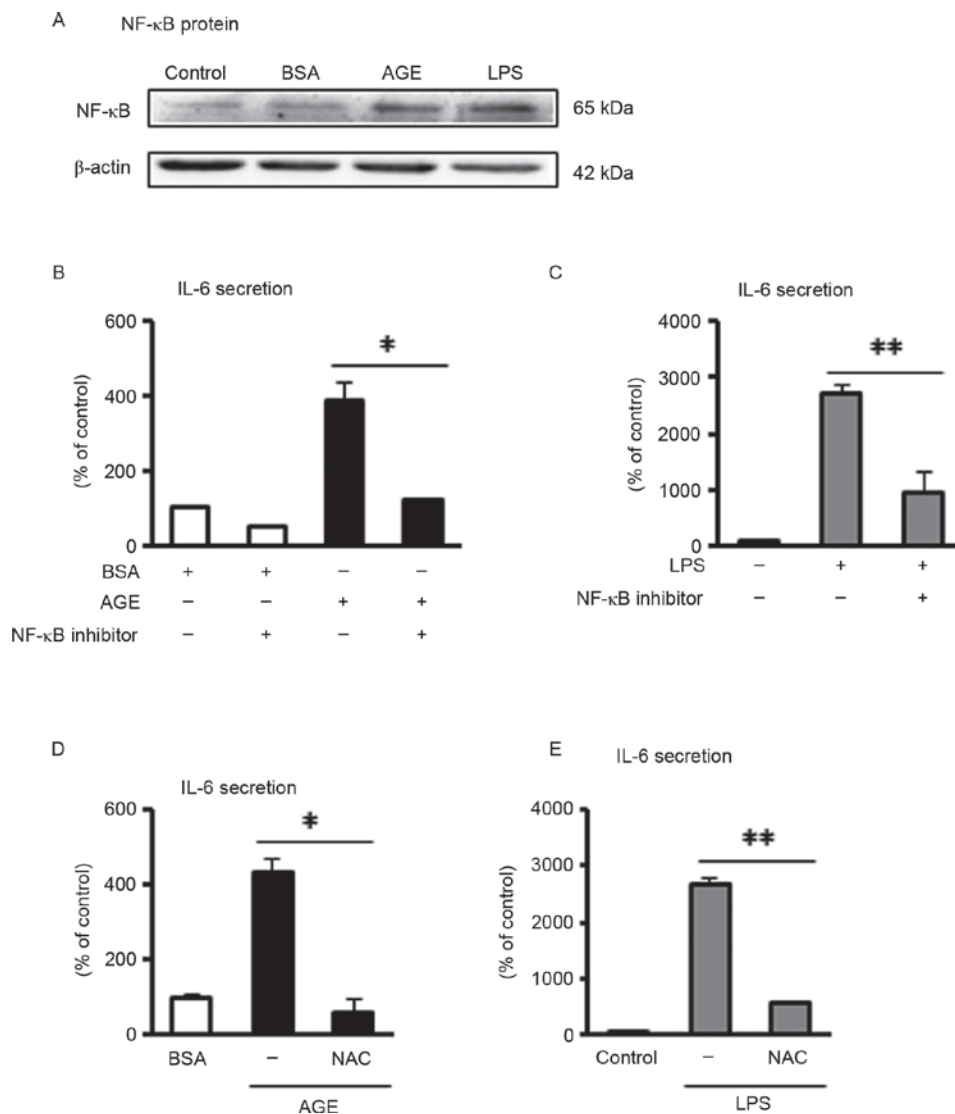 A NF-κB protein
Control BSA AGE LPS
NF-κB 65 kDa
β-actin 42 kDa
B
IL-6 secretion
(% of control)
600
*
400
200
0
BSA + + – –
AGE – – + +
NF-κB inhibitor – + – +
C
IL-6 secretion
(% of control)
4000
**
3000
2000
1000
0
LPS – + +
NF-κB inhibitor – – +
D
IL-6 secretion
(% of control)
600
*
400
200
0
BSA – NAC
AGE
E
IL-6 secretion
(% of control)
4000
**
3000
2000
1000
0
Control – NAC
LPS